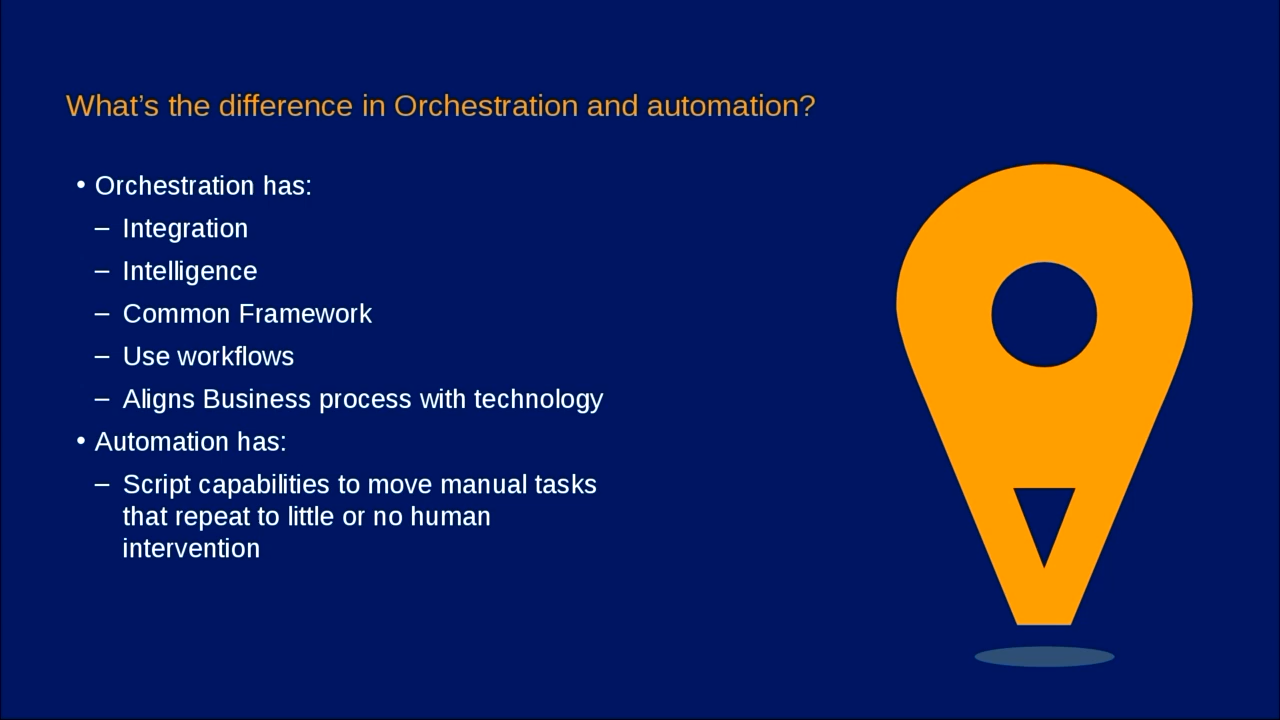 What’s the difference in Orchestration and automation?
• Orchestration has:
– Integration
– Intelligence
– Common Framework
– Use workflows
– Aligns Business process with technology
• Automation has:
– Script capabilities to move manual tasks
that repeat to little or no human
intervention